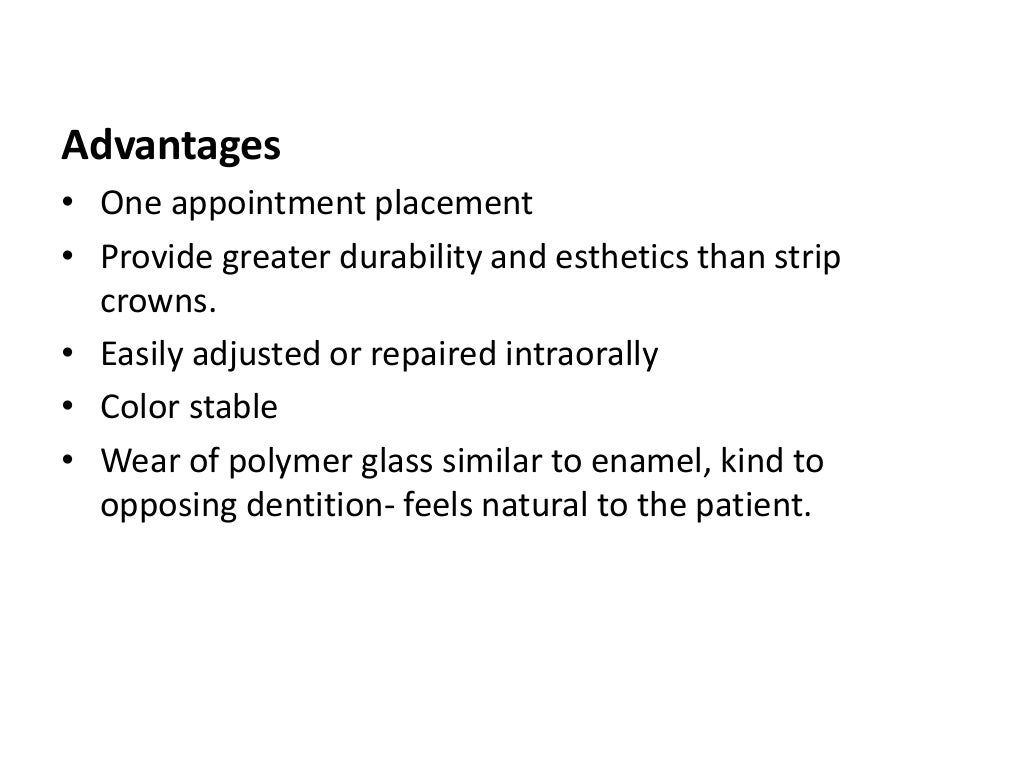 Advantages
• One appointment placement
• Provide greater durability and esthetics than strip
crowns.
• Easily adjusted or repaired intraorally
• Color stable
• Wear of polymer glass similar to enamel, kind to
opposing dentition- feels natural to the patient.